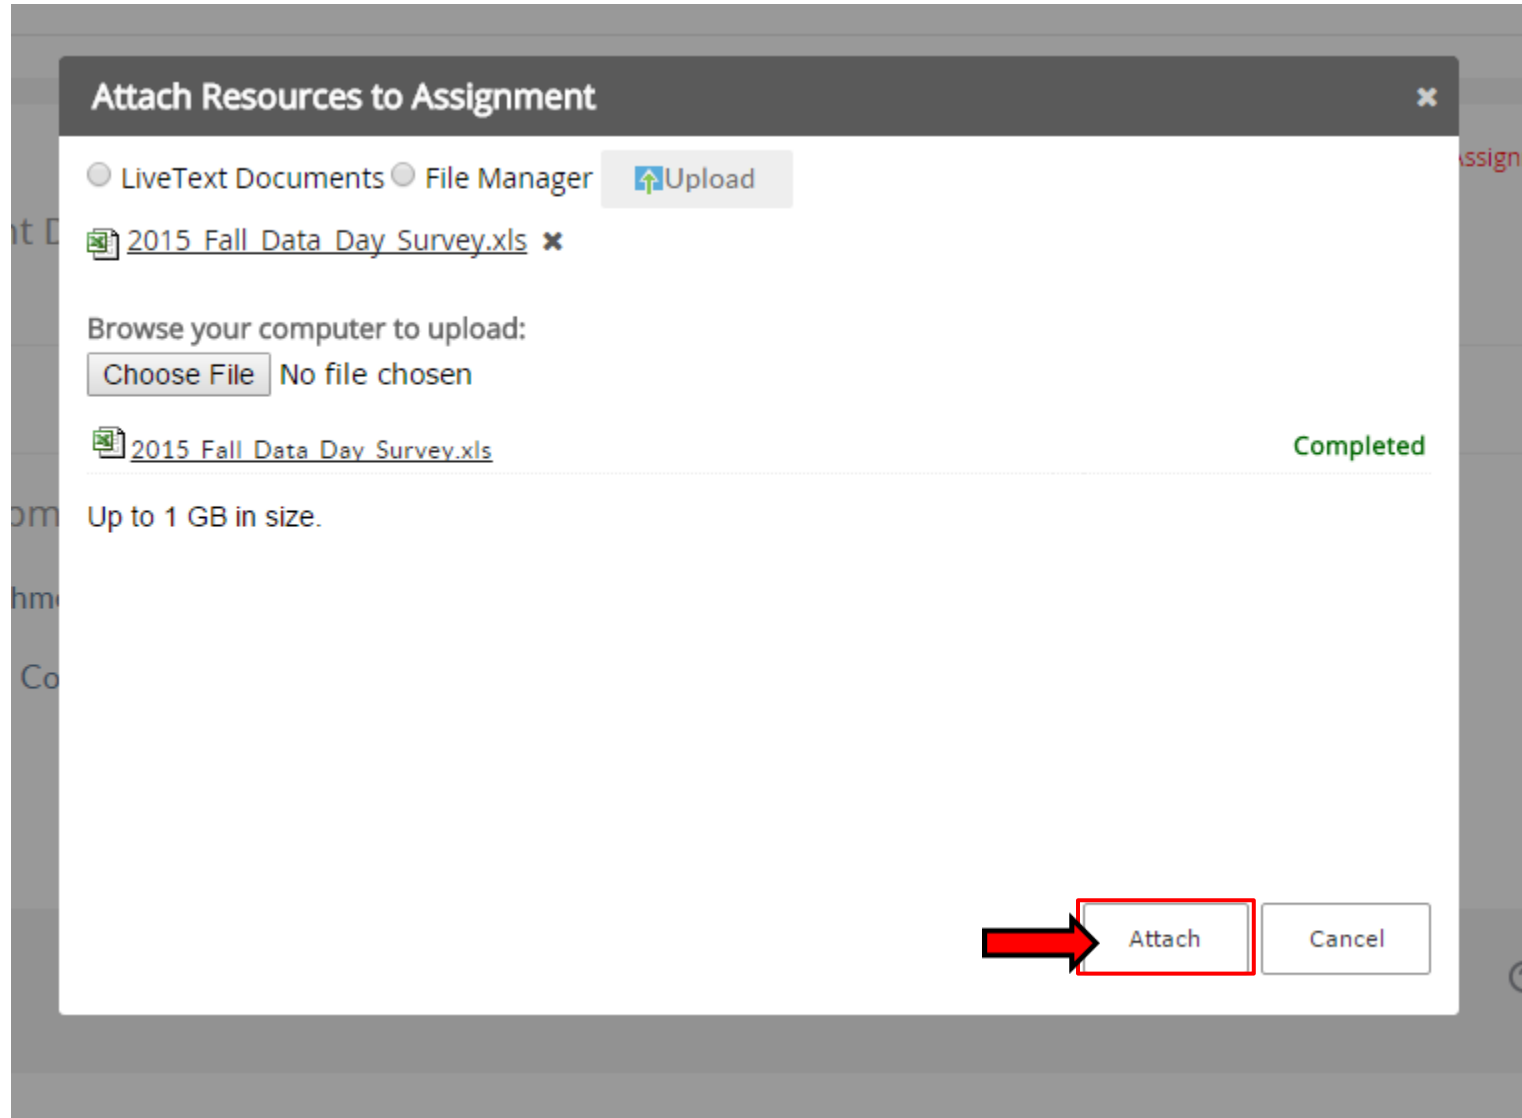 Attach Resources to Assignment
LiveText Documents File Manager Upload
2015_Fall_Data_Day_Survey.xls
Browse your computer to upload:
Choose File No file chosen
2015_Fall_Data_Day_Survey.xls Completed
Up to 1 GB in size.
Attach Cancel